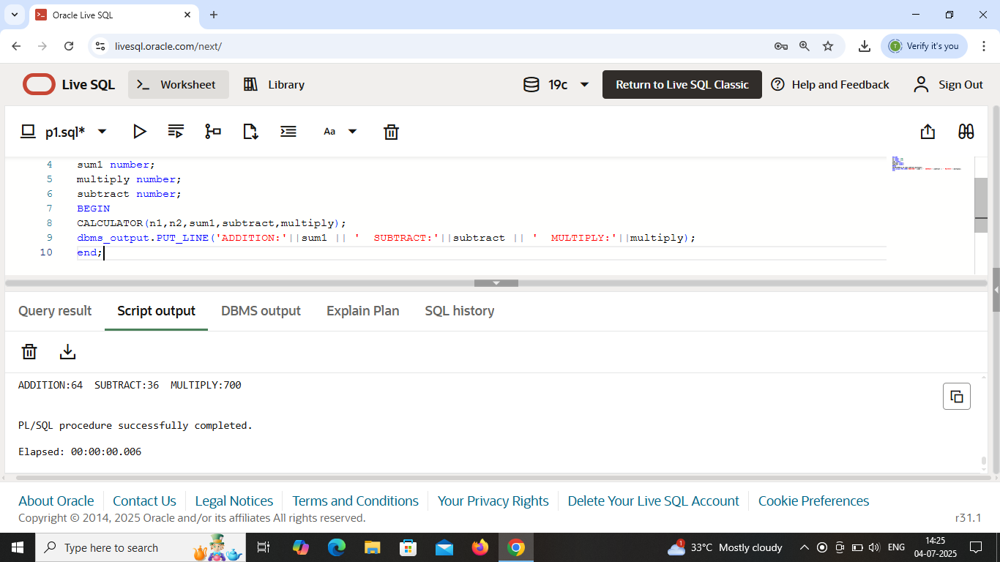 Oracle Live SQL
livesql.oracle.com/next/
Verify it's you
Live SQL
Worksheet
Library
19c
Return to Live SQL Classic
Help and Feedback
Sign Out
p1.sql*
Aa
4 sum1 number;
5 multiply number;
6 subtract number;
7 BEGIN
8 CALCULATOR(n1,n2,sum1,subtract,multiply);
9 dbms_output.PUT_LINE('ADDITION:'||sum1 || '  SUBTRACT:'||subtract || '  MULTIPLY:'||multiply);
10 end;
Query result
Script output
DBMS output
Explain Plan
SQL history
ADDITION:64  SUBTRACT:36  MULTIPLY:700
PL/SQL procedure successfully completed.
Elapsed: 00:00:00.006
About Oracle
Contact Us
Legal Notices
Terms and Conditions
Your Privacy Rights
Delete Your Live SQL Account
Cookie Preferences
Copyright © 2014, 2025 Oracle and/or its affiliates All rights reserved.
r31.1
Type here to search
1
33°C Mostly cloudy
ENG
14:25
04-07-2025